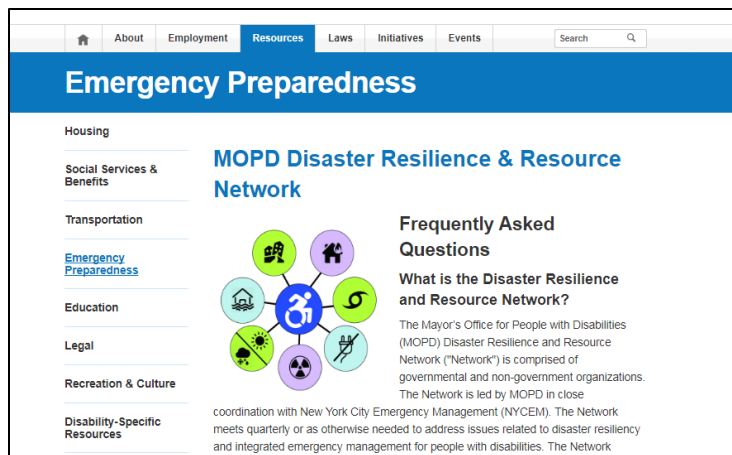 About Employment Resources Laws Initiatives Events Search
Emergency Preparedness
Housing
Social Services &
Benefits
Transportation
Emergency
Preparedness
Education
Legal
Recreation & Culture
Disability-Specific
Resources
MOPD Disaster Resilience & Resource
Network
Frequently Asked
Questions
What is the Disaster Resilience
and Resource Network?
The Mayor's Office for People with Disabilities
(MOPD) Disaster Resilience and Resource
Network ("Network") is comprised of
governmental and non-government organizations.
The Network is led by MOPD in close
coordination with New York City Emergency Management (NYCEM). The Network
meets quarterly or as otherwise needed to address issues related to disaster resiliency
and integrated emergency management for people with disabilities. The Network